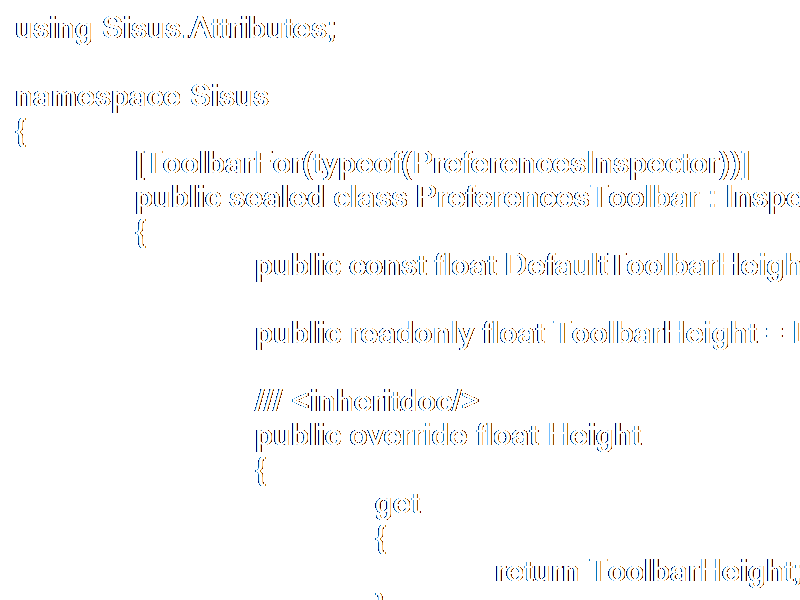 using Sisus.Attributes;
namespace Sisus
{
[ToolbarFor(typeof(PreferencesInspector))]
public sealed class PreferencesToolbar : Inspe
{
public const float DefaultToolbarHeigh
public readonly float ToolbarHeight =
//// <inheritdoc/>
public override float Height
{
get
{
return ToolbarHeight;